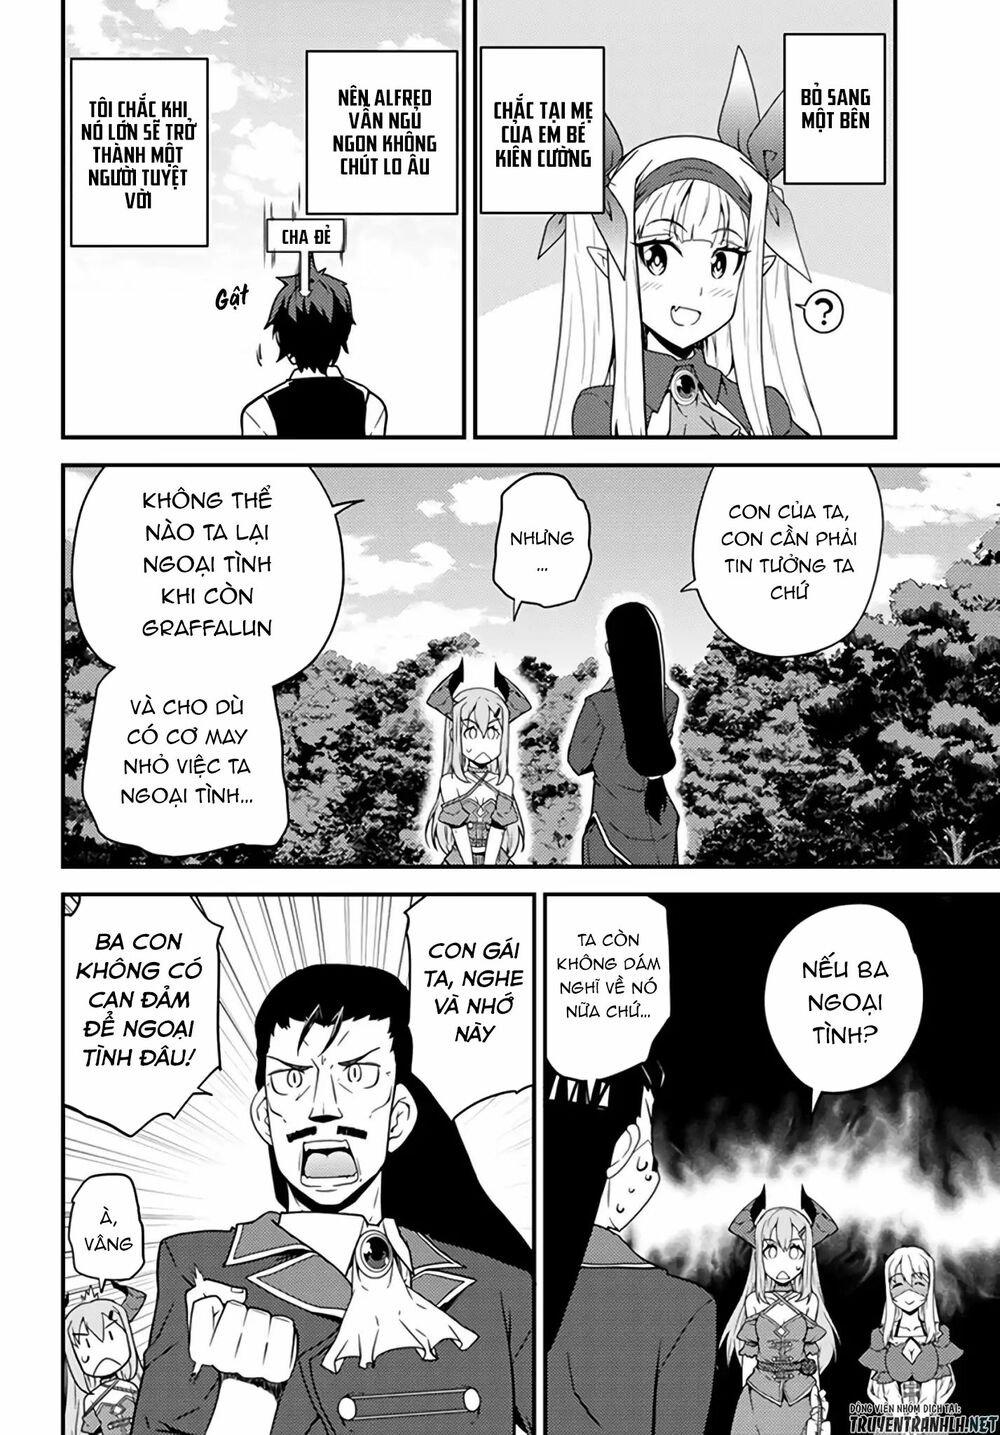 BỎ SANG
MỘT BÊN
CHẮC TẠI MẸ
CỦA EM BÉ
KIÊN CƯỜNG
?
NÊN ALFRED
VẪN NGỦ
NGON KHÔNG
CHÚT LO ÂU
TÔI CHẮC KHI
NÓ LỚN SẼ TRỞ
THÀNH MỘT
NGƯỜI TUYỆT
VỜI
CHA ĐẺ
Gật
CON CỦA TA,
CON CẦN PHẢI
TIN TƯỞNG TA
CHỨ
NHƯNG
...
KHÔNG THỂ
NÀO TA LẠI
NGOẠI TÌNH
KHI CÒN
GRAFFALUN
VÀ CHO DÙ
CÓ CƠ MAY
NHỎ VIỆC TA
NGOẠI TÌNH...
NẾU BA
NGOẠI
TÌNH?
TA CÒN
KHÔNG DÁM
NGHĨ VỀ NÓ
NỮA CHỨ...
CON GÁI
TA, NGHE
VÀ NHỚ
NÀY
BA CON
KHÔNG CÓ
CAN ĐẢM
ĐỂ NGOẠI
TÌNH ĐÂU!
À,
VÂNG
ĐỘNG VIÊN NHÓM DỊCH TẠI:
TRUYENTRANHLH.NET